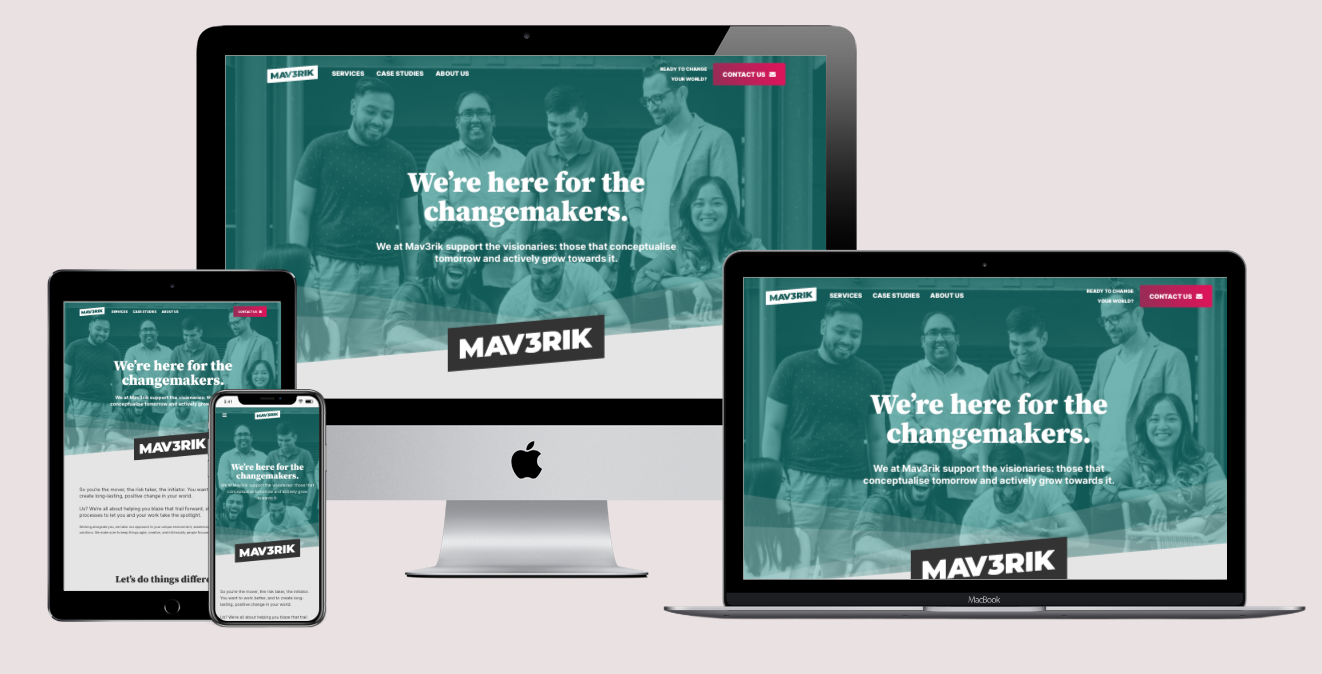 MAV3RIK SERVICES CASE STUDIES ABOUT US READY TO CHANGE YOUR WORLD? CONTACT US
We're here for the
changemakers.
We at Mav3rik support the visionaries: those that conceptualise
tomorrow and actively grow towards it.
MAV3RIK
MAV3RIK SERVICES CASE STUDIES ABOUT US CONTACT US
We're here for the
changemakers.
We at Mav3rik support the visionaries: th
conceptualise tomorrow and actively grow
MAV3RIK
So you're the mover, the risk taker, the initiator. You want
create long-lasting, positive change in your world.
Us? We're all about helping you blaze that trail forward,
processes to let you and your work take the spotlight.
Let's do things differe
9:41
MAV3RIK
We're here for the
changemakers.
We at Mav3rik support the visionaries: those that
conceptualise tomorrow and actively grow
towards it.
MAV3RIK
So you're the mover, the risk taker, the initiator.
You want to work better, and to create long-
lasting, positive change in your world.
Us? We're all about helping you blaze that trail
MAV3RIK SERVICES CASE STUDIES ABOUT US READY TO CHANGE YOUR WORLD? CONTACT US
We're here for the
changemakers.
We at Mav3rik support the visionaries: those that
conceptualise tomorrow and actively grow towards it.
MAV3RIK
MacBook